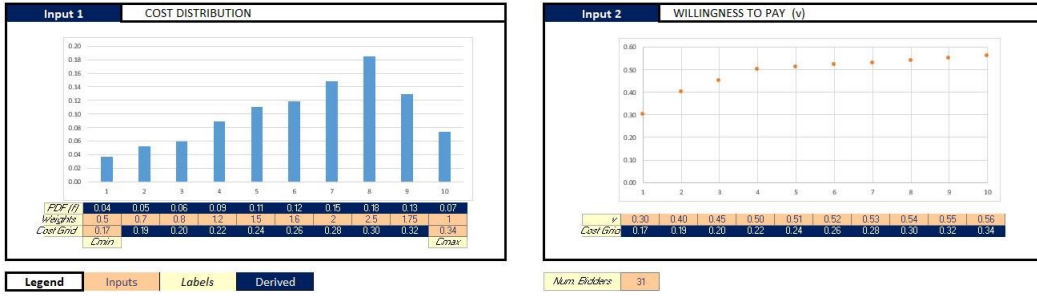 Input 1 COST DISTRIBUTION
0.20
0.18
0.16
0.14
0.12
0.10
0.08
0.06
0.04
0.02
0.00
1 2 3 4 5 6 7 8 9 10
PDF (f) 0.04 0.05 0.06 0.09 0.11 0.12 0.15 0.18 0.13 0.07
Weights 0.5 0.7 0.8 1.2 1.5 1.6 2 2.5 1.75 1
Cost Grid 0.17 0.19 0.20 0.22 0.24 0.26 0.28 0.30 0.32 0.34
Cmin Cmax
Legend Inputs Labels Derived
Input 2 WILLINGNESS TO PAY (v)
0.60
0.50
0.40
0.30
0.20
0.10
0.00
1 2 3 4 5 6 7 8 9 10
v 0.30 0.40 0.45 0.50 0.51 0.52 0.53 0.54 0.55 0.56
Cost Grid 0.17 0.19 0.20 0.22 0.24 0.26 0.28 0.30 0.32 0.34
Num. Bidders 31